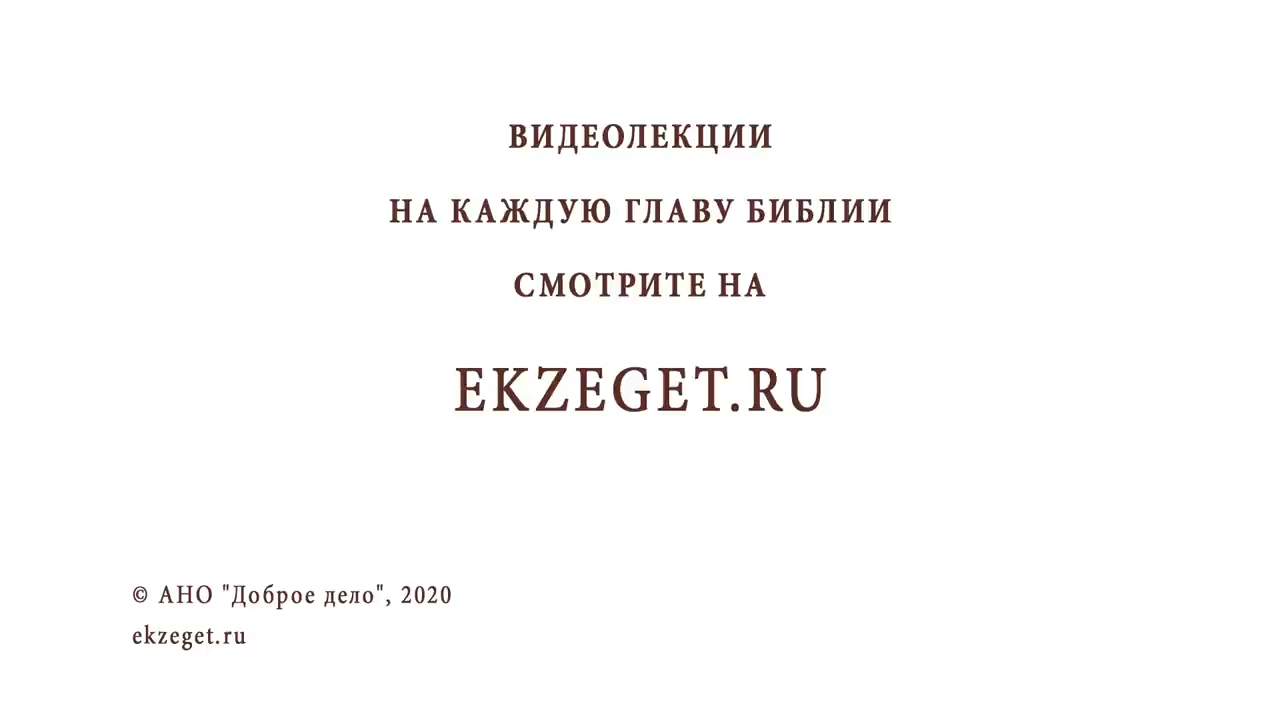 ВИДЕОЛЕКЦИИ
НА КАЖДУЮ ГЛАВУ БИБЛИИ
СМОТРИТЕ НА
EKZEGET.RU
© АНО "Доброе дело", 2020
ekzeget.ru